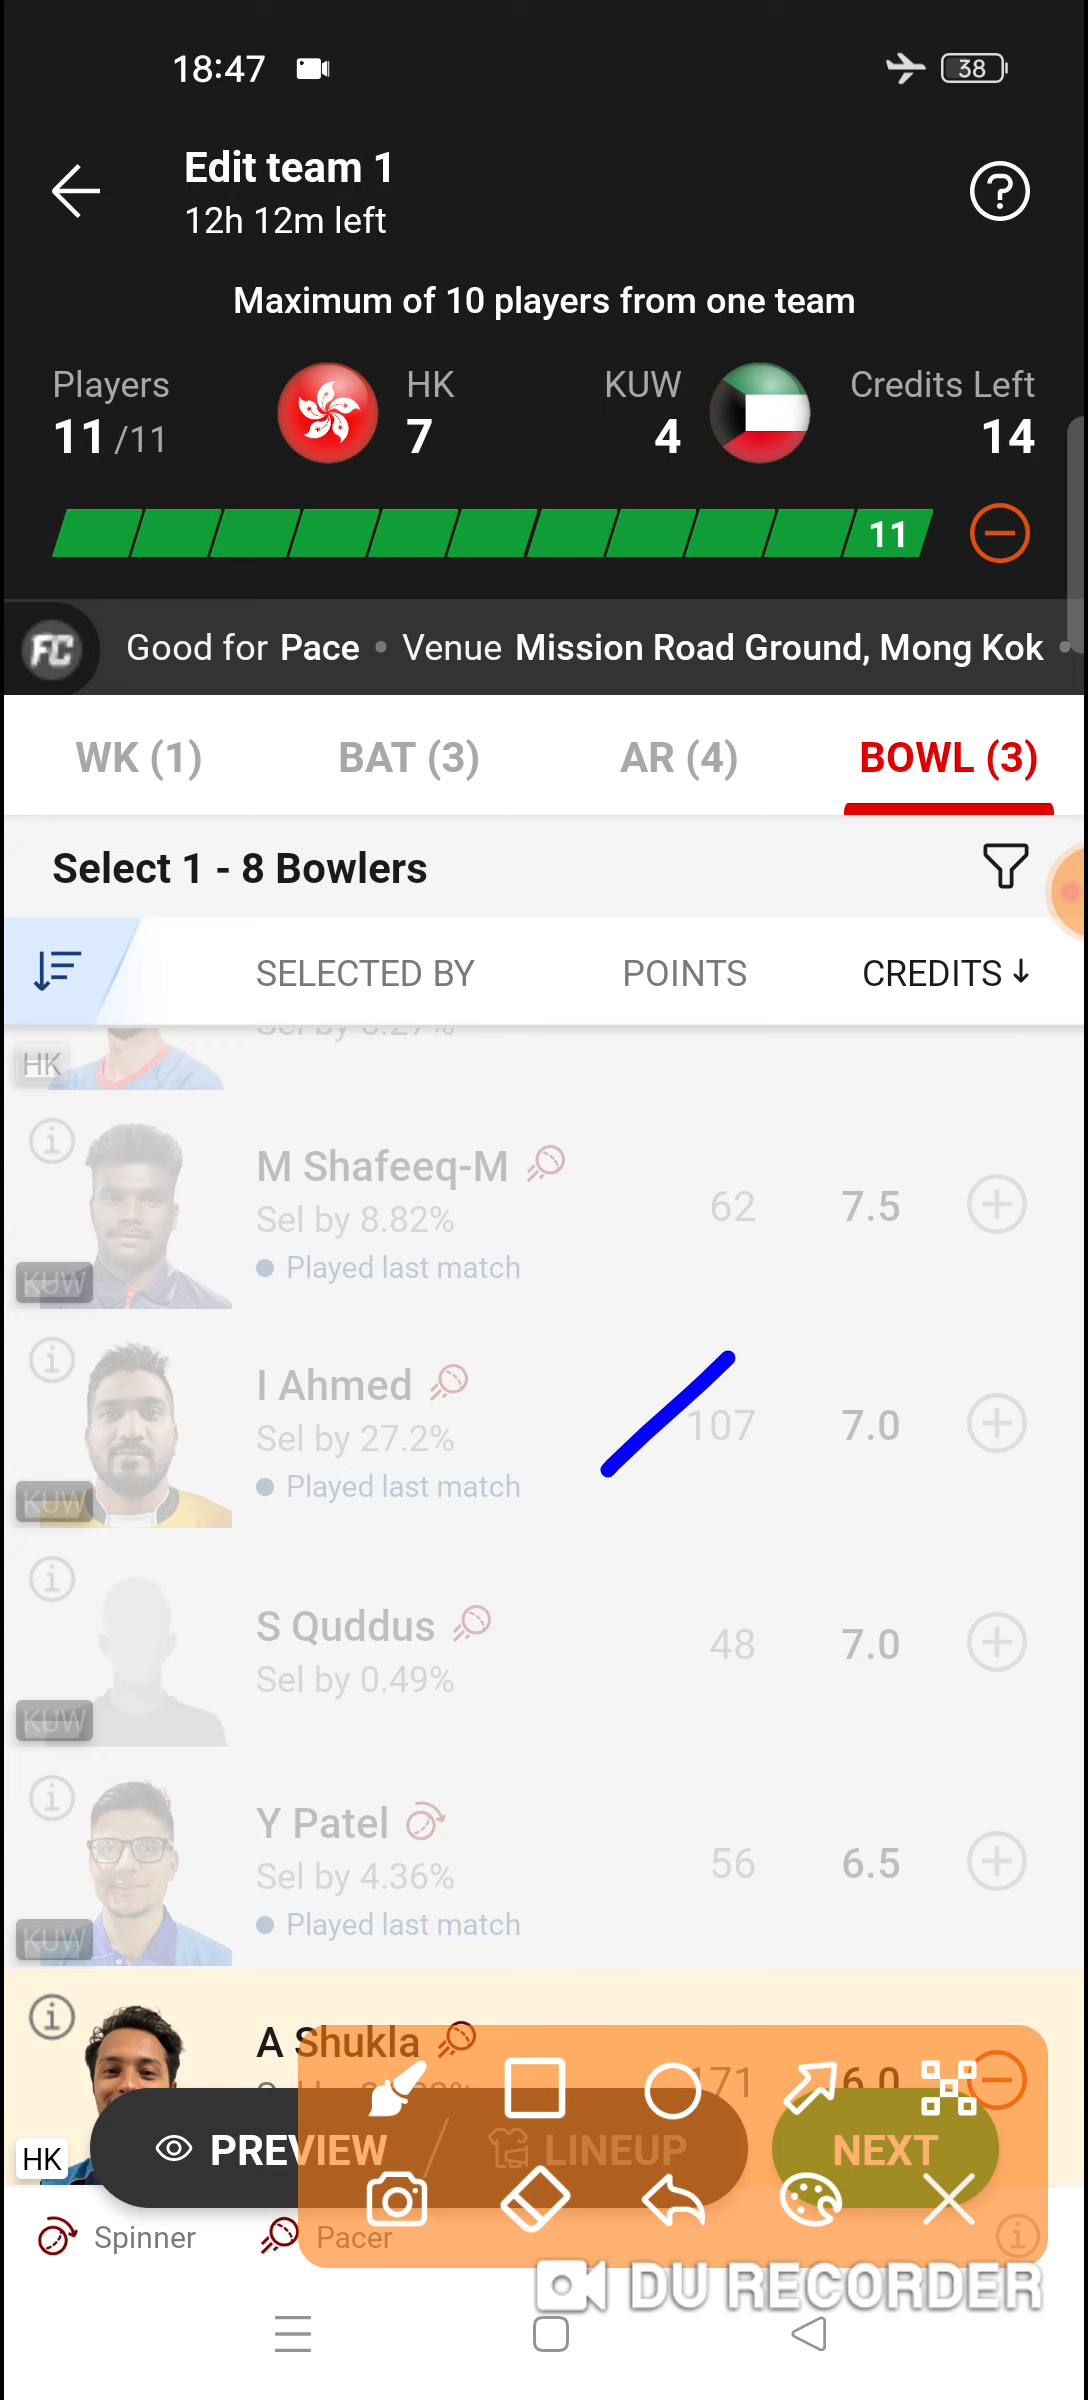 18:47
38
Edit team 1
12h 12m left
Maximum of 10 players from one team
Players
HK
KUW
Credits Left
11/11
7
4
14
11
FC
Good for Pace • Venue Mission Road Ground, Mong Kok
WK (1)
BAT (3)
AR (4)
BOWL (3)
Select 1 - 8 Bowlers
SELECTED BY
POINTS
CREDITS ↓
HK
M Shafeeq-M
Sel by 8.82%
62
7.5
Played last match
KUW
I Ahmed
Sel by 27.2%
107
7.0
Played last match
KUW
S Quddus
Sel by 0.49%
48
7.0
KUW
Y Patel
Sel by 4.36%
56
6.5
Played last match
KUW
A Shukla
171
6.0
HK
PREVIEW
LINEUP
NEXT
Spinner
Pacer
DU RECORDER